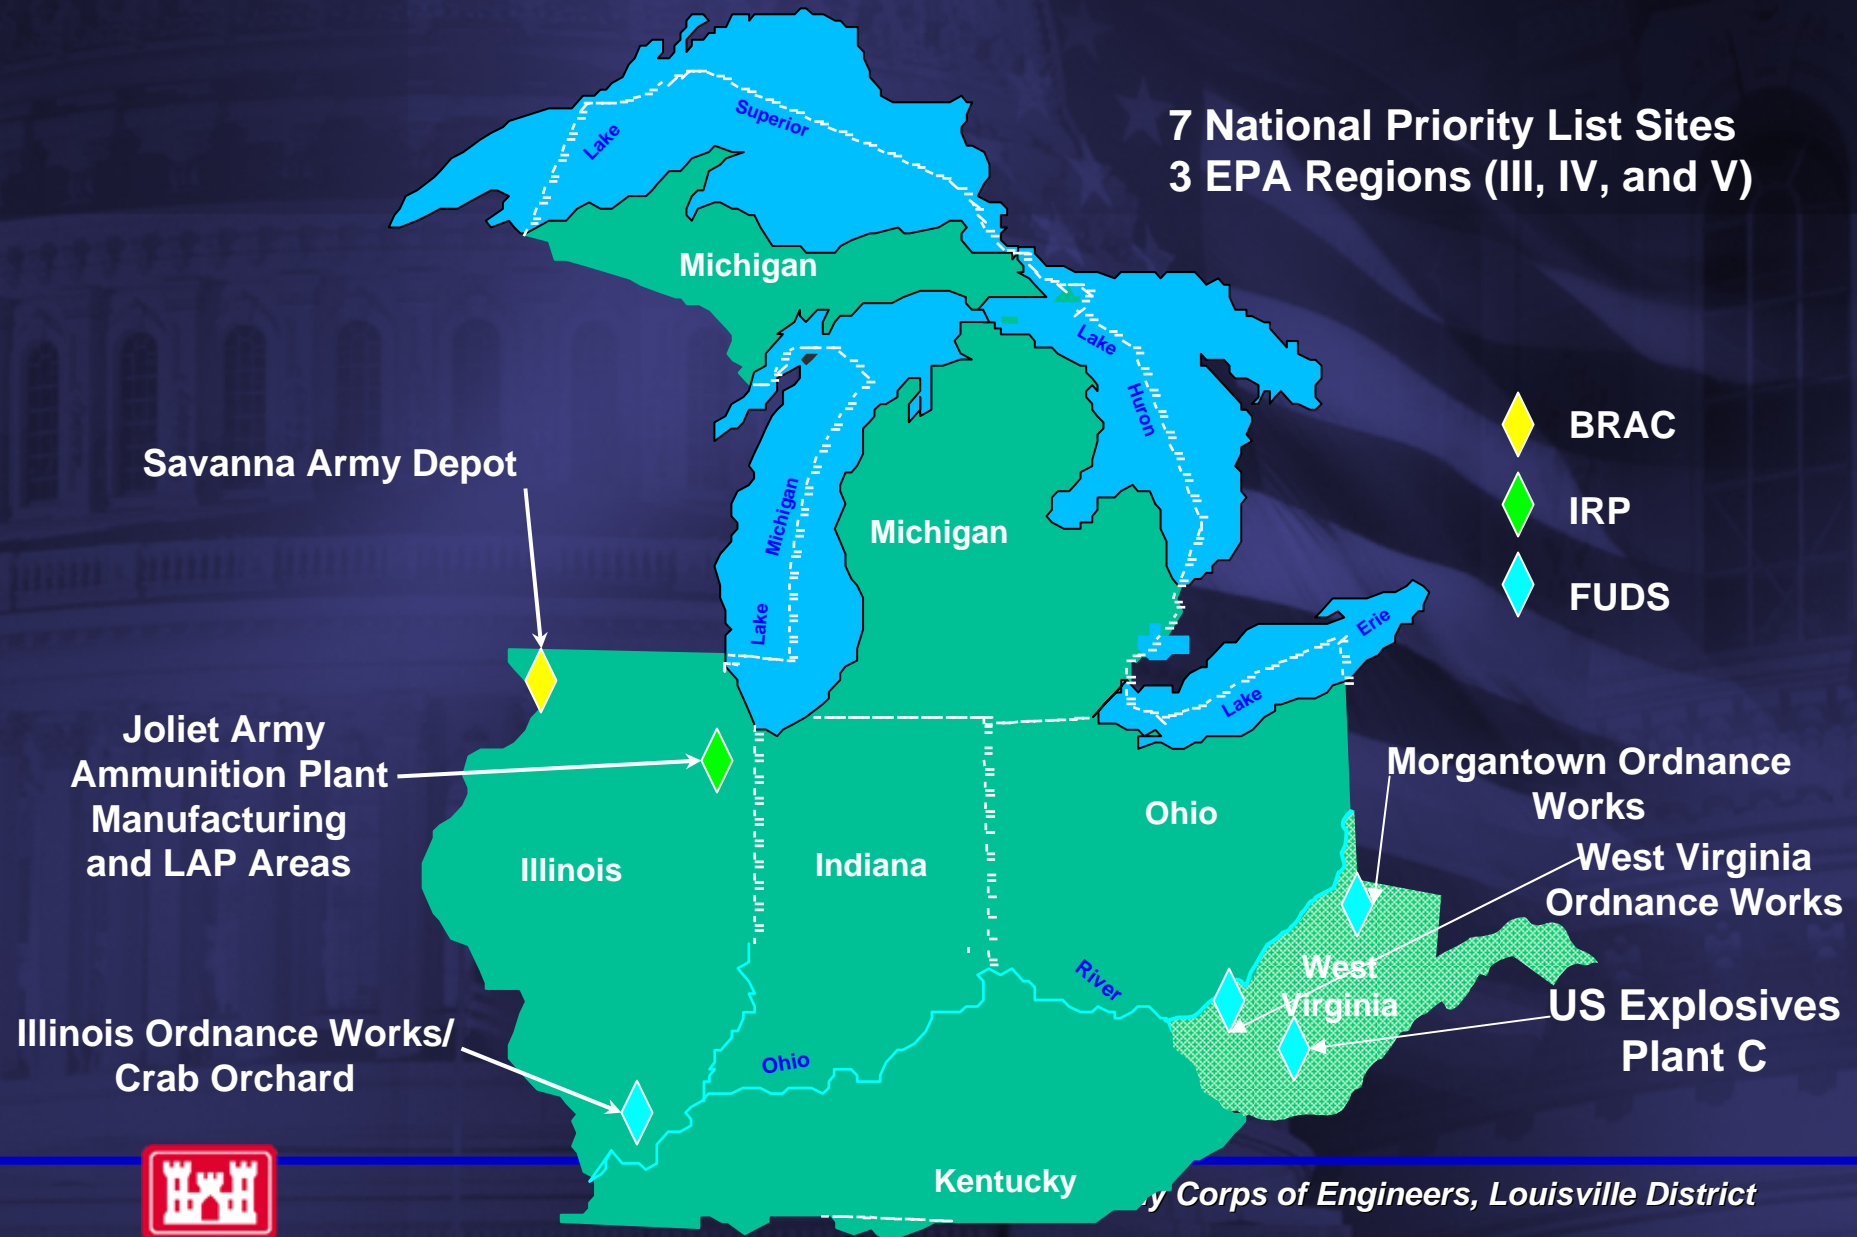 7 National Priority List Sites
3 EPA Regions (III, IV, and V)
Lake
Superior
Michigan
Lake
Huron
BRAC
IRP
FUDS
Savanna Army Depot
Michigan
Lake
Michigan
Erie
Lake
Joliet Army
Ammunition Plant
Manufacturing
and LAP Areas
Morgantown Ordnance
Works
West Virginia
Ordnance Works
Illinois
Indiana
Ohio
West
Virginia
River
US Explosives
Plant C
Illinois Ordnance Works/
Crab Orchard
Ohio
Kentucky
y Corps of Engineers, Louisville District